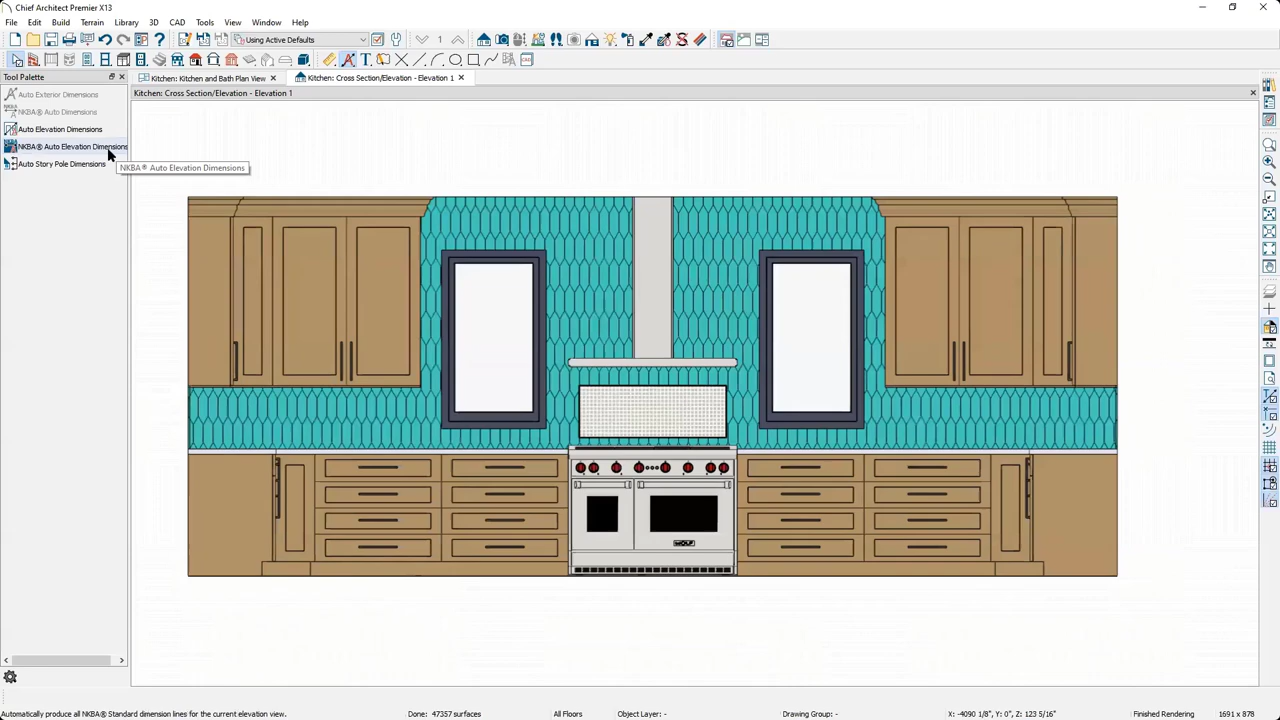 Chief Architect Premier X13
File Edit Build Terrain Library 3D CAD Tools View Window Help
Using Active Defaults
2
Tool Palette
Kitchen: Kitchen and Bath Plan View
Kitchen: Cross Section/Elevation - Elevation 1
Kitchen: Cross Section/Elevation - Elevation 1
Auto Exterior Dimensions
NKBA® Auto Dimensions
Auto Elevation Dimensions
NKBA® Auto Elevation Dimensions
Auto Story Pole Dimensions
NKBA® Auto Elevation Dimensions
WOLF
Automatically produce all NKBA® Standard dimension lines for the current elevation view. Done: 47357 surfaces All Floors Object Layer: - Drawing Group: - X: -4090 1/8", Y: 0", Z: 123 5/16" 1691 x 878